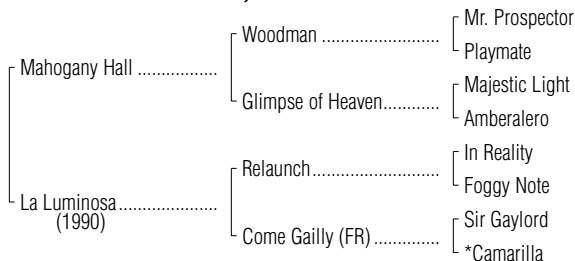 Mr. Prospector
Woodman
Playmate
Mahogany Hall
Majestic Light
Glimpse of Heaven
Amberalero
In Reality
Relaunch
Foggy Note
La Luminosa
(1990)
Sir Gaylord
Come Gailly (FR)
*Camarilla